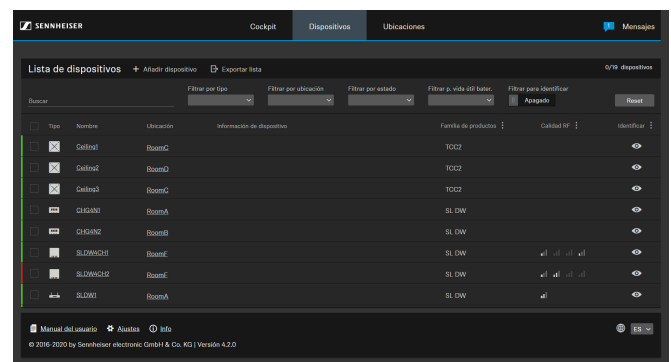 SENNHEISER Cockpit Dispositivos Ubicaciones 1 Mensajes
Lista de dispositivos + Añadir dispositivo Exportar lista 0/19 dispositivos
Filtrar por tipo Filtrar por ubicación Filtrar por estado Filtrar p. vida útil bater. Filtrar para identificar
Buscar Apagado Reset
Tipo Nombre Ubicación Información de dispositivo Familia de productos Calidad RF Identificar
Ceiling1 RoomC TCC2
Ceiling2 RoomD TCC2
Ceiling3 RoomC TCC2
CHG4N1 RoomA SL DW
CHG4N2 RoomB SL DW
SLDW4CH1 RoomF SL DW
SLDW4CH2 RoomF SL DW
SLDW1 RoomA SL DW
Manual del usuario Ajustes Info ES
© 2016-2020 by Sennheiser electronic GmbH & Co. KG | Versión 4.2.0